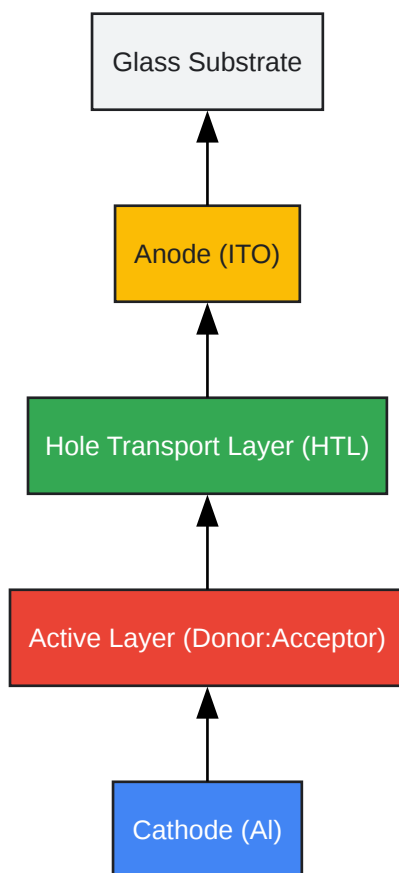 Glass Substrate
Anode (ITO)
Hole Transport Layer (HTL)
Active Layer (Donor:Acceptor)
Cathode (Al)